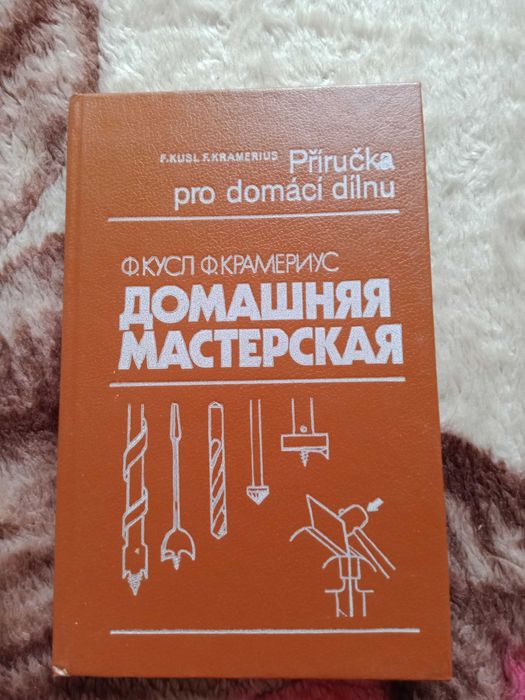 F. KUSL F. KRAMERIUS Příručka
pro domácí dílnu
Ф. КУСЛ Ф. КРАМЕРИУС
ДОМАШНЯЯ
МАСТЕРСКАЯ